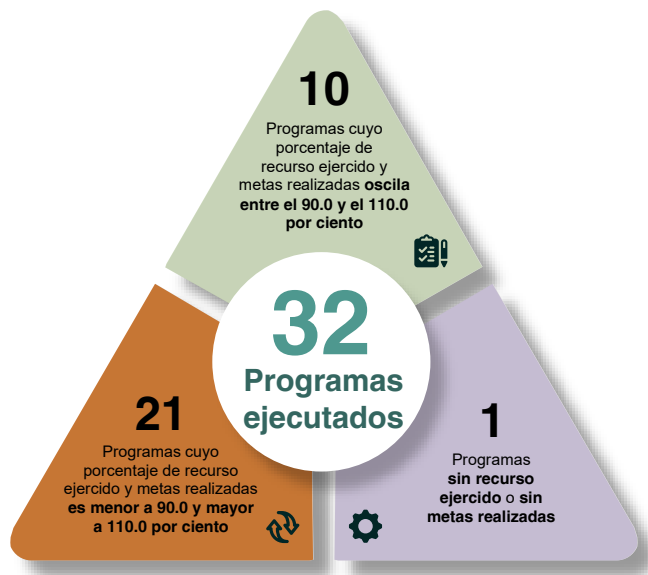 10
Programas cuyo
porcentaje de
recurso ejercido y
metas realizadas oscila
entre el 90.0 y el 110.0
por ciento
32
Programas
ejecutados
21
Programas cuyo
porcentaje de recurso
ejercido y metas realizadas
es menor a 90.0 y mayor
a 110.0 por ciento
1
Programas
sin recurso
ejercido o sin
metas realizadas